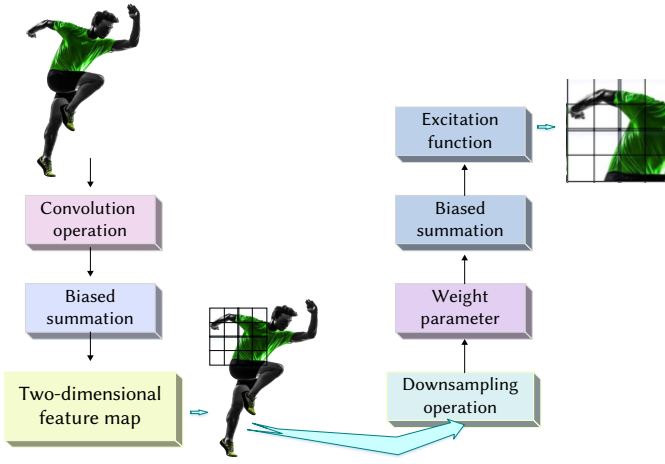 Convolution
operation
Biased
summation
Two-dimensional
feature map
Downsampling
operation
Weight
parameter
Biased
summation
Excitation
function